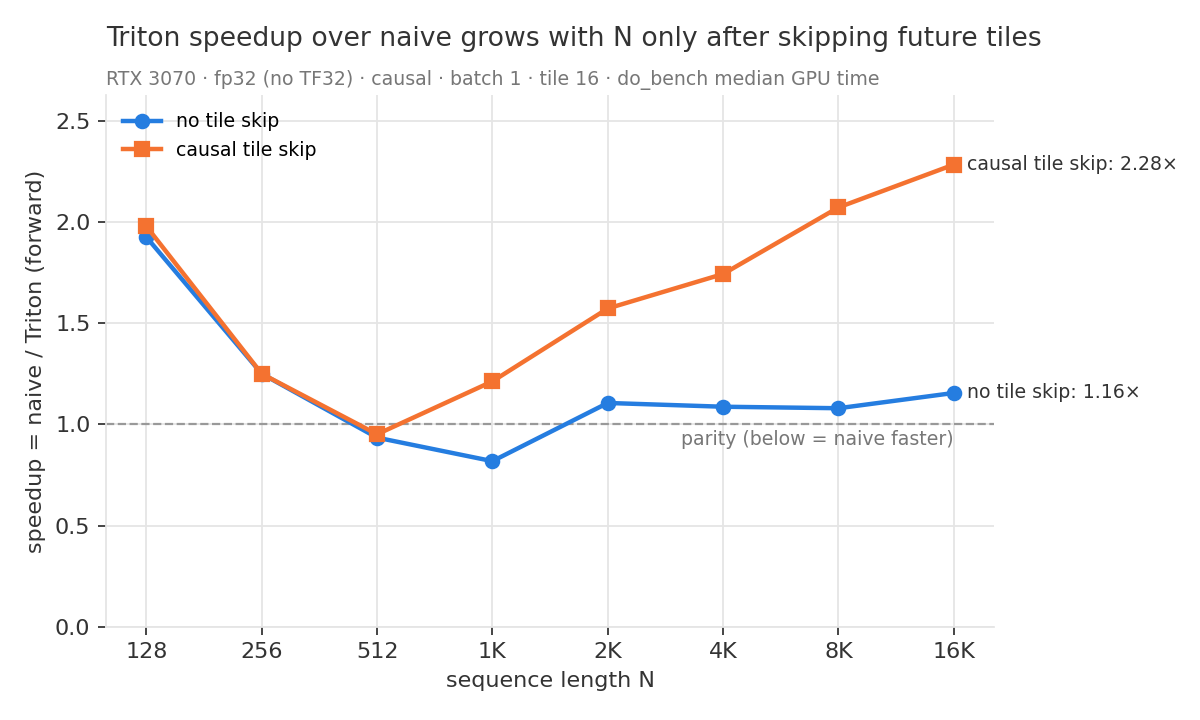 Triton speedup over naive grows with N only after skipping future tiles
RTX 3070 · fp32 (no TF32) · causal · batch 1 · tile 16 · do_bench median GPU time
no tile skip
causal tile skip
speedup = naive / Triton (forward)
2.5
2.0
1.5
1.0
0.5
0.0
causal tile skip: 2.28×
no tile skip: 1.16×
parity (below = naive faster)
128 256 512 1K 2K 4K 8K 16K
sequence length N